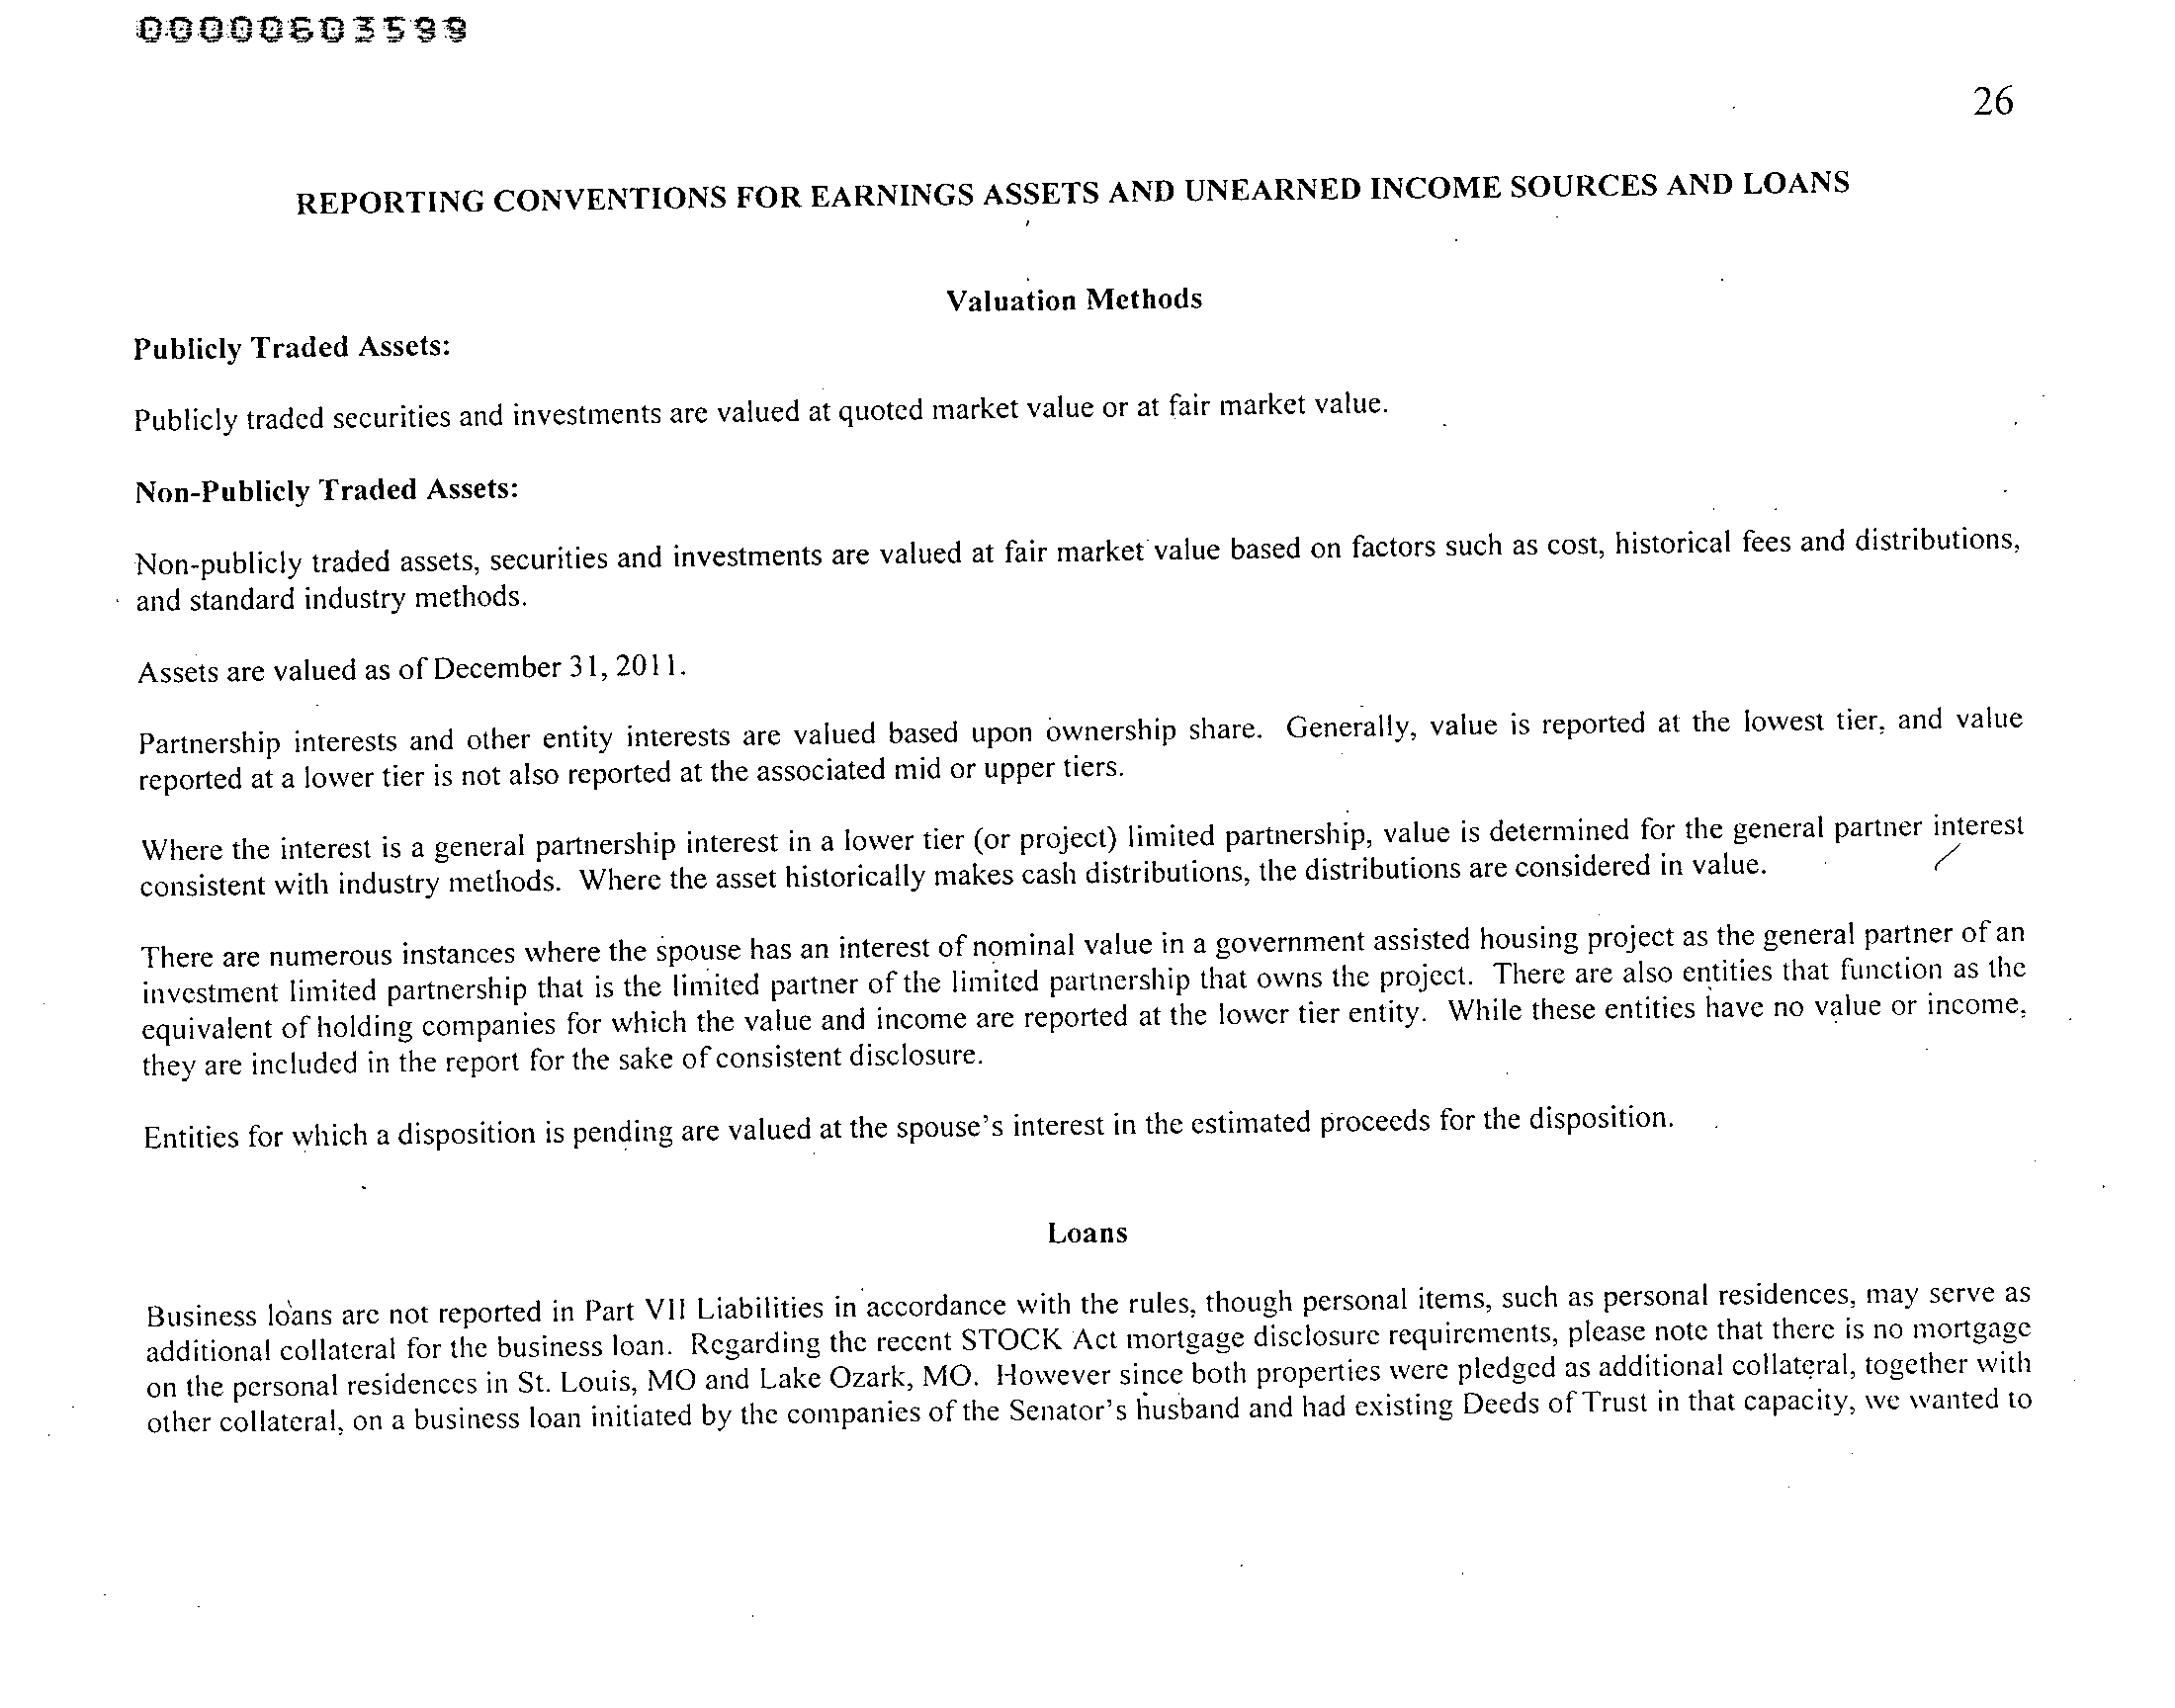 00000603599
26
REPORTING CONVENTIONS FOR EARNINGS ASSETS AND UNEARNED INCOME SOURCES AND LOANS
Valuation Methods
Publicly Traded Assets:
Publicly traded securities and investments are valued at quoted market value or at fair market value.
Non-Publicly Traded Assets:
Non-publicly traded assets, securities and investments are valued at fair market value based on factors such as cost, historical fees and distributions,
and standard industry methods.
Assets are valued as of December 31, 2011.
Partnership interests and other entity interests are valued based upon ownership share. Generally, value is reported at the lowest tier, and value
reported at a lower tier is not also reported at the associated mid or upper tiers.
Where the interest is a general partnership interest in a lower tier (or project) limited partnership, value is determined for the general partner interest
consistent with industry methods. Where the asset historically makes cash distributions, the distributions are considered in value.
There are numerous instances where the spouse has an interest of nominal value in a government assisted housing project as the general partner of an
investment limited partnership that is the limited partner of the limited partnership that owns the project. There are also entities that function as the
equivalent of holding companies for which the value and income are reported at the lower tier entity. While these entities have no value or income,
they are included in the report for the sake of consistent disclosure.
Entities for which a disposition is pending are valued at the spouse's interest in the estimated proceeds for the disposition.
Loans
Business loans are not reported in Part VII Liabilities in accordance with the rules, though personal items, such as personal residences, may serve as
additional collateral for the business loan. Regarding the recent STOCK Act mortgage disclosure requirements, please note that there is no mortgage
on the personal residences in St. Louis, MO and Lake Ozark, MO. However since both properties were pledged as additional collateral, together with
other collateral, on a business loan initiated by the companies of the Senator's husband and had existing Deeds of Trust in that capacity, we wanted to